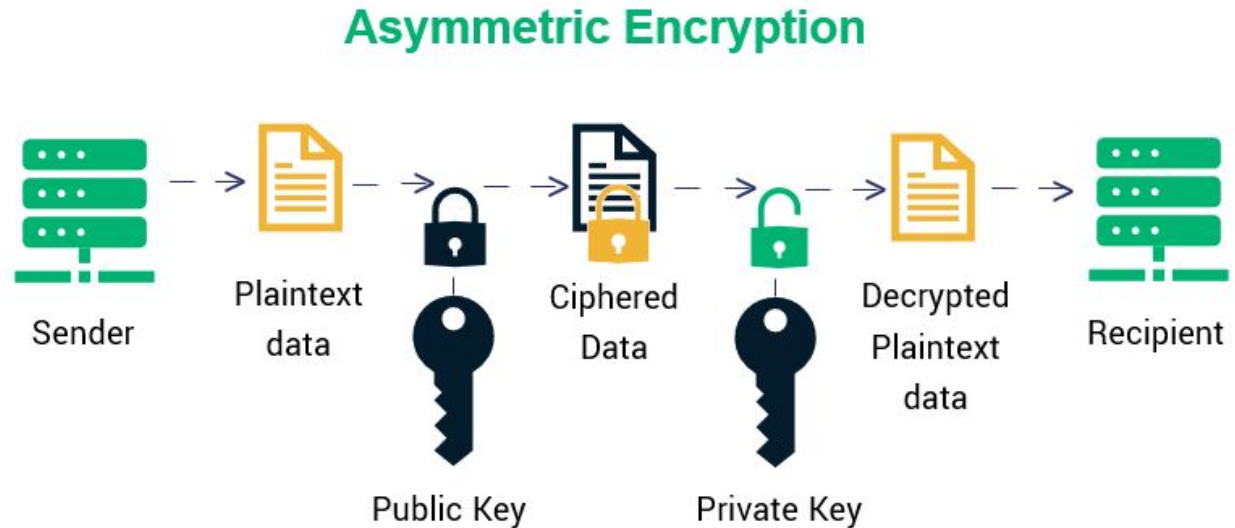 Asymmetric Encryption
Sender
Plaintext
data
Public Key
Ciphered
Data
Private Key
Decrypted
Plaintext
data
Recipient